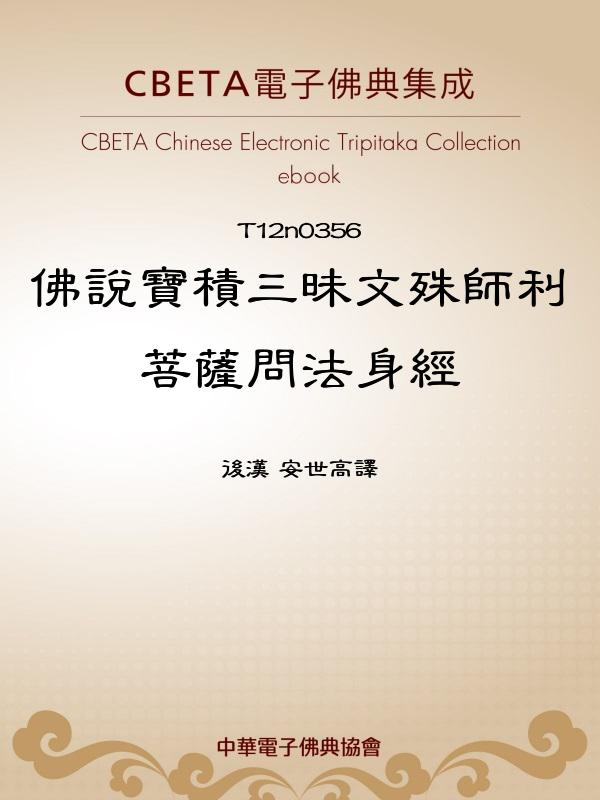 CBETA電子佛典集成
CBETA Chinese Electronic Tripitaka Collection
ebook
T12n0356
佛說寶積三昧文殊師利
菩薩問法身經
後漢 安世高譯
中華電子佛典協會